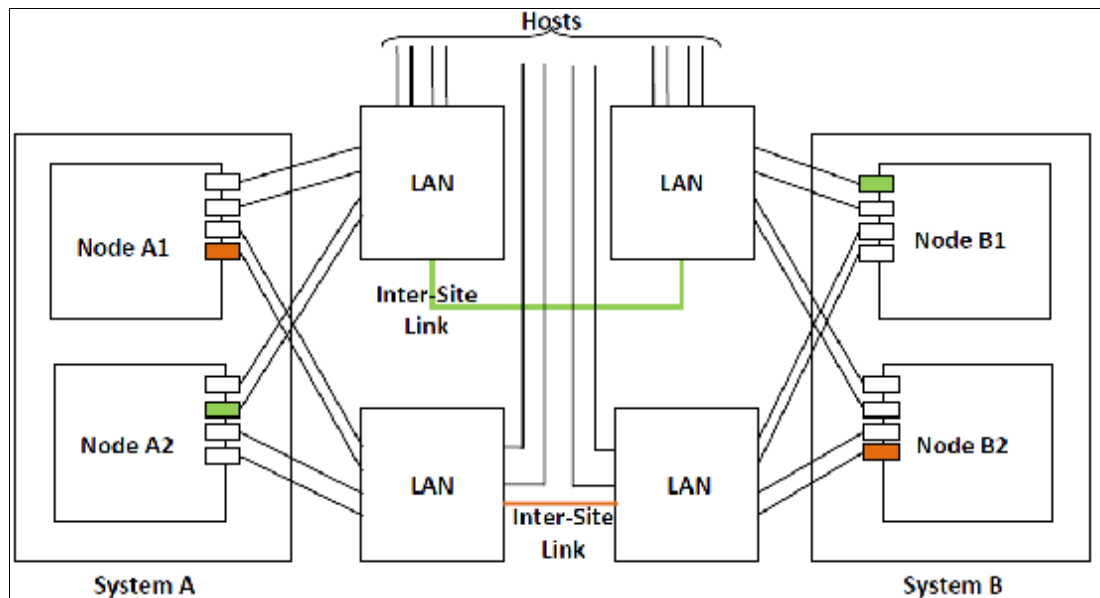 Hosts
LAN
LAN
Node A1
Node B1
Inter-Site
Link
Node A2
Node B2
LAN
LAN
Inter-Site
Link
System A
System B